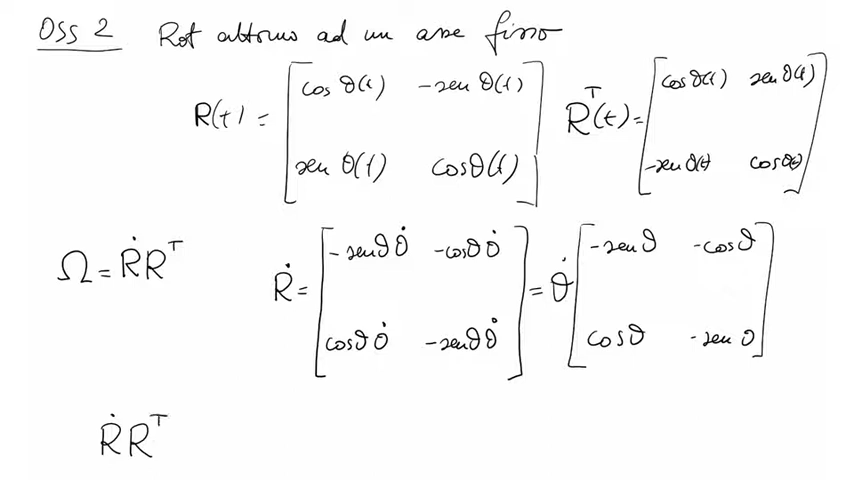 Oss 2 Rot attorno ad un asse fisso
R(t) = [cos θ(t) -sen θ(t); sen θ(t) cos θ(t)] R^T(t) = [cos θ(t) sen θ(t); -sen θ(t) cos θ(t)]
Ω = ṘR^T Ṙ = [-sen ϑ θ̇ -cos ϑ θ̇; cos ϑ θ̇ -sen ϑ θ̇] = ϑ̇ [-sen ϑ -cos ϑ; cos ϑ -sen θ]
ṘR^T